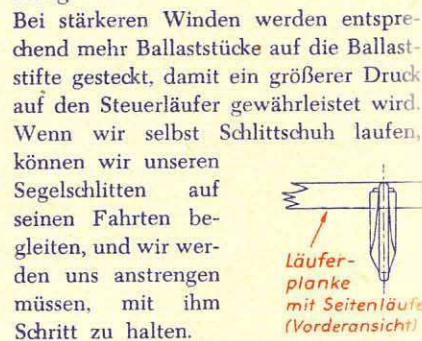 Bei stärkeren Winden werden entspre-
chend mehr Ballaststücke auf die Ballast-
stifte gesteckt, damit ein größerer Druck
auf den Steuerläufer gewährleistet wird.
Wenn wir selbst Schlittschuh laufen,
können wir unseren
Segelschlitten auf
seinen Fahrten be-
gleiten, und wir wer-
den uns anstrengen
müssen, mit ihm
Schritt zu halten.
Läufer-
planke
mit Seitenläufe
(Vorderansicht)